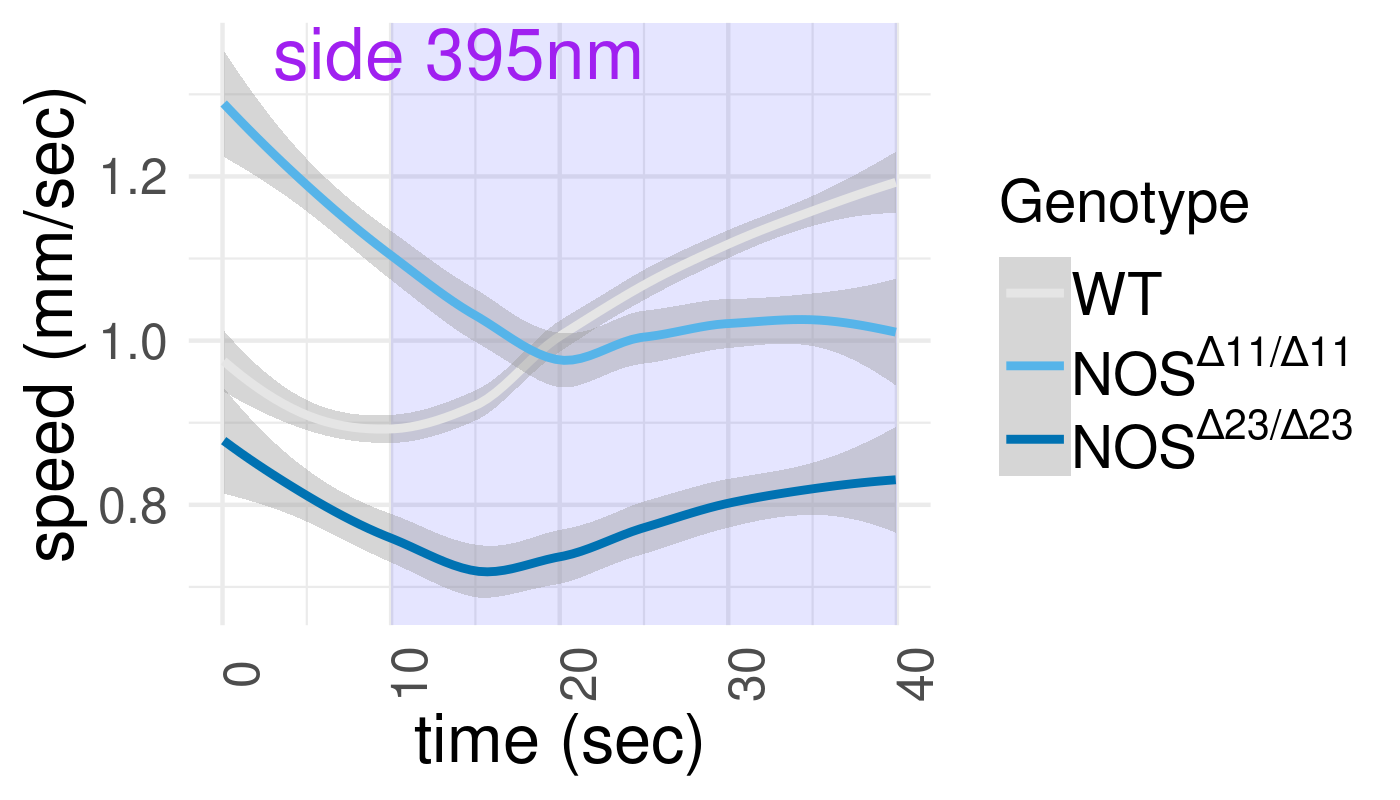 side 395nm
speed (mm/sec)
1.2
1.0
0.8
0
10
20
30
40
time (sec)
Genotype
WT
NOS^Δ11/Δ11
NOS^Δ23/Δ23